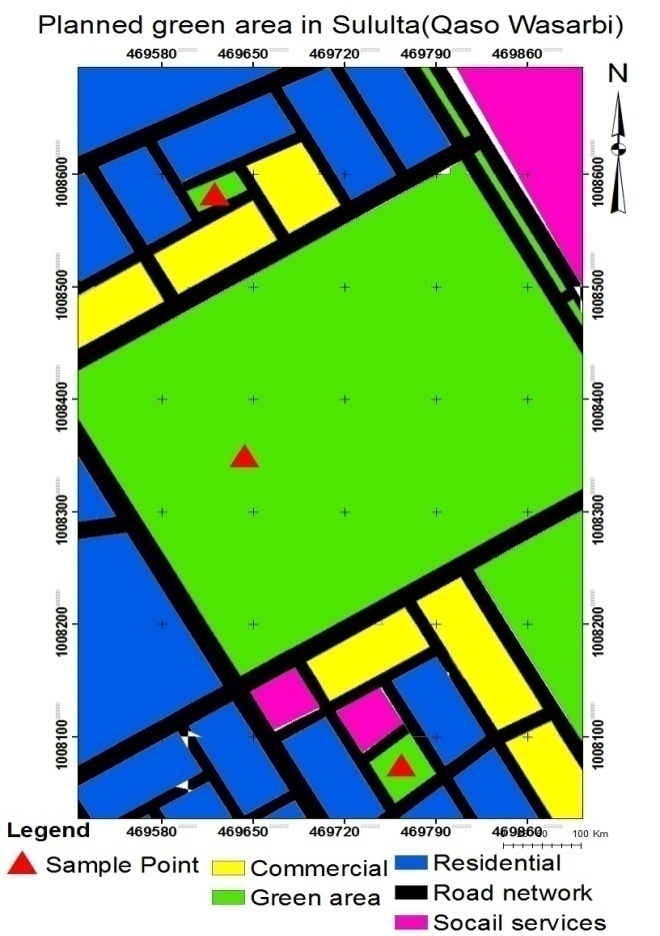 Planned green area in Sululta(Qaso Wasarbi)
469580 469650 469720 469790 469860
N
1008600 1008600
1008500 1008500
1008400 1008400
1008300 1008300
1008200 1008200
1008100 1008100
469580 469650 469720 469790 469860
100 Km
Legend
Sample Point
Commercial
Green area
Residential
Road network
Socail services